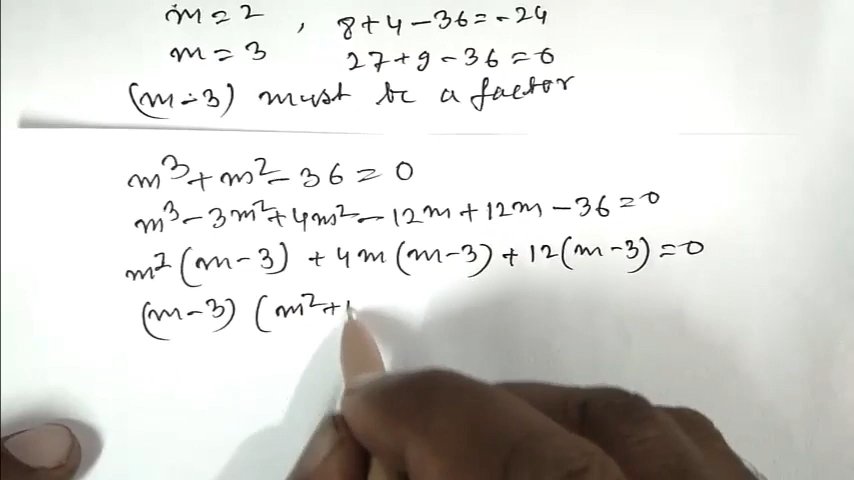 m = 2 , 8 + 4 - 36 = -24
m = 3 27 + 9 - 36 = 0
(m - 3) must be a factor
m³ + m² - 36 = 0
m³ - 3m² + 4m² - 12m + 12m - 36 = 0
m² (m - 3) + 4m (m - 3) + 12 (m - 3) = 0
(m - 3) (m² +